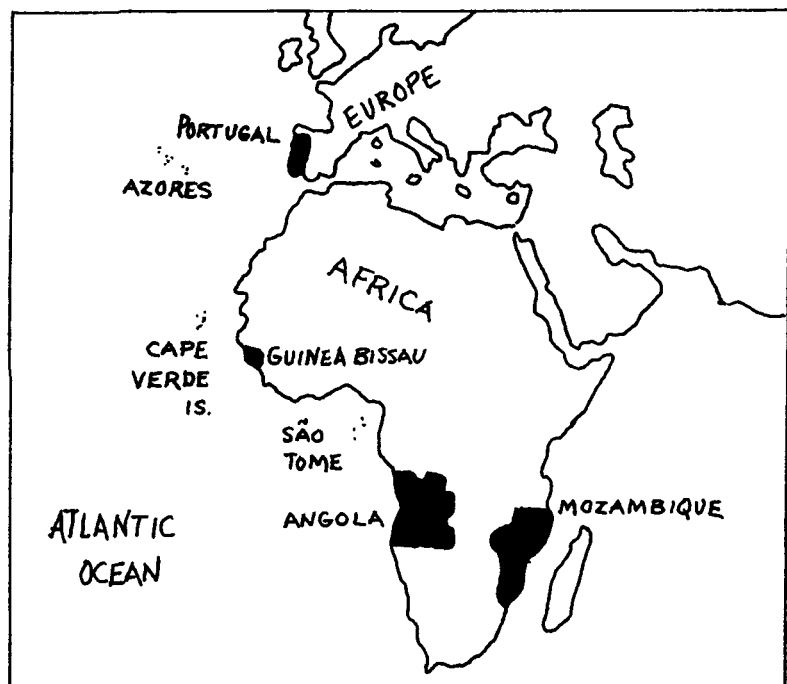 EUROPE
PORTUGAL
AZORES
AFRICA
CAPE
VERDE
IS.
GUINEA BISSAU
SÃO
TOME
ANGOLA
MOZAMBIQUE
ATLANTIC
OCEAN